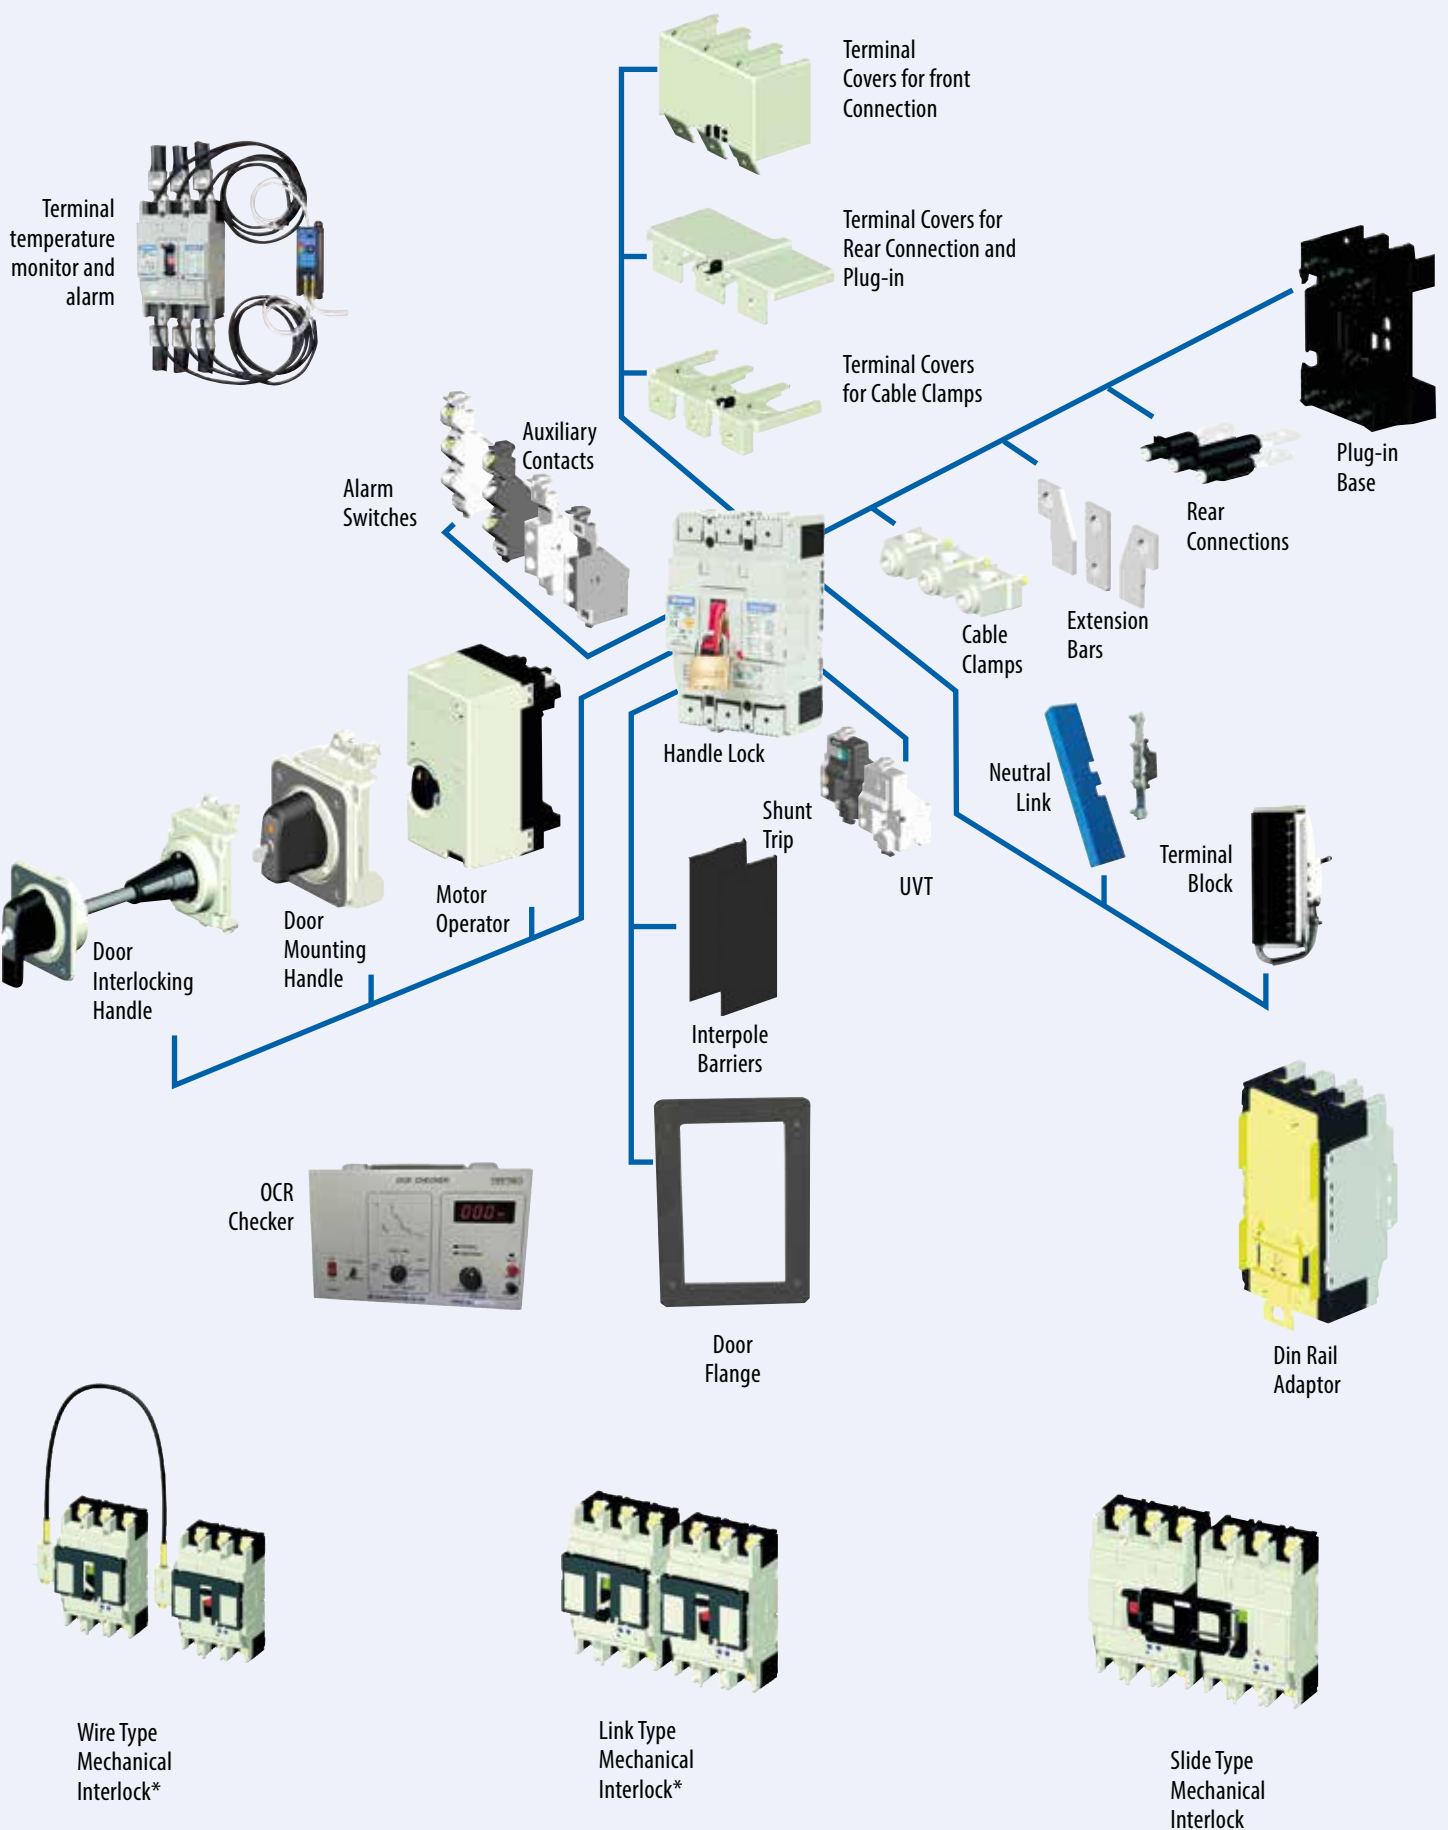 Terminal
Covers for front
Connection
Terminal
temperature
monitor and
alarm
Terminal Covers for
Rear Connection and
Plug-in
Terminal Covers
for Cable Clamps
Auxiliary
Contacts
Alarm
Switches
Plug-in
Base
Rear
Connections
Extension
Bars
Cable
Clamps
Handle Lock
Neutral
Link
Shunt
Trip
UVT
Terminal
Block
Motor
Operator
Door
Mounting
Handle
Door
Interlocking
Handle
Interpole
Barriers
OCR
Checker
OCR CHECKER
000
Door
Flange
Din Rail
Adaptor
Wire Type
Mechanical
Interlock*
Link Type
Mechanical
Interlock*
Slide Type
Mechanical
Interlock